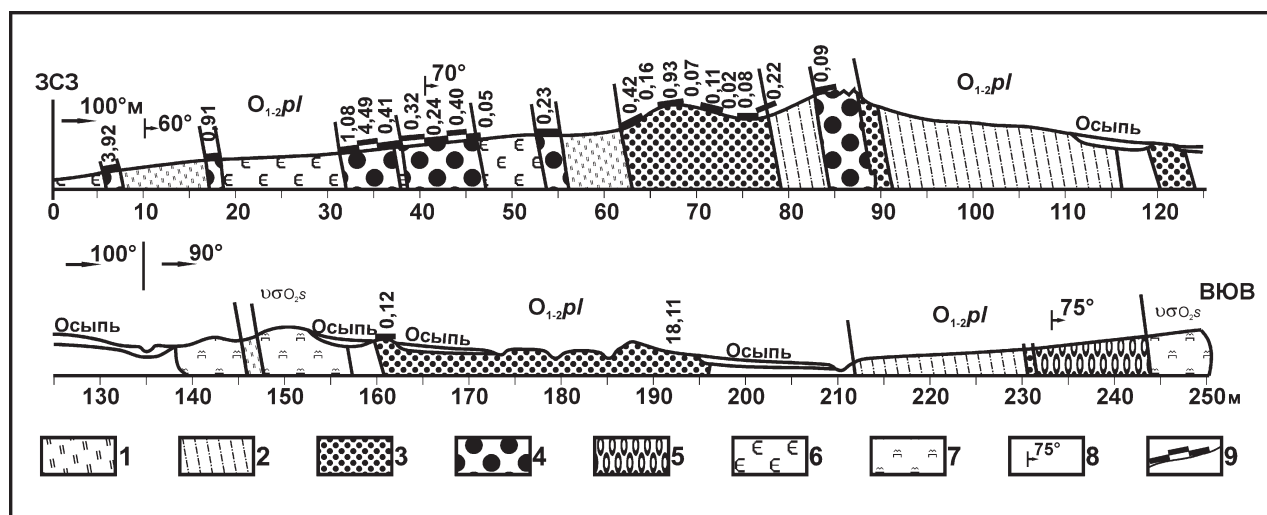 ЗСЗ
100°м
60°
O₁₋₂pl
70°
O₁₋₂pl
Осыпь
3,92
0,91
1,08
4,49
0,41
0,32
0,24
0,40
0,05
0,23
0,42
0,16
0,93
0,07
0,11
0,02
0,08
0,22
0,09
0 10 20 30 40 50 60 70 80 90 100 110 120
100° 90°
Осыпь
υσO₂s
Осыпь
0,12
Осыпь
O₁₋₂pl
18,11
Осыпь
O₁₋₂pl
75°
υσO₂s
ВЮВ
130 140 150 160 170 180 190 200 210 220 230 240 250м
1 2 3 4 5 6 7 75° 8 9